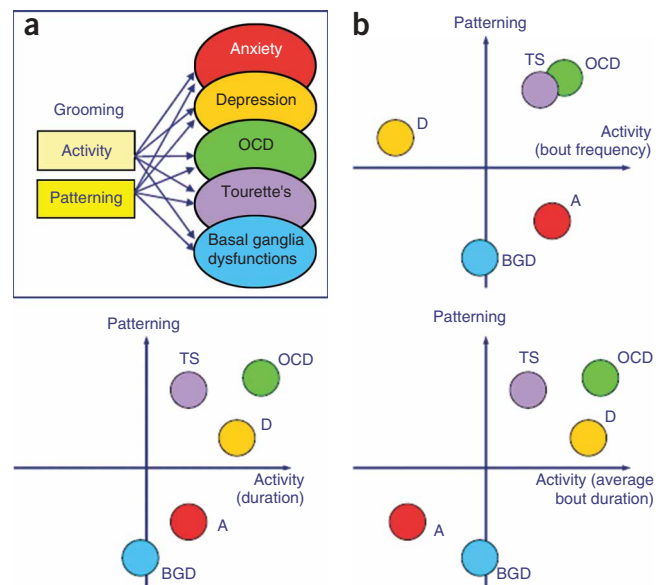 a
Grooming
Activity
Patterning
Anxiety
Depression
OCD
Tourette's
Basal ganglia
dysfunctions
b
Patterning
TS
OCD
D
Activity
(bout frequency)
A
BGD
Patterning
TS
OCD
D
Activity
(duration)
A
BGD
Patterning
TS
OCD
D
Activity (average
bout duration)
A
BGD